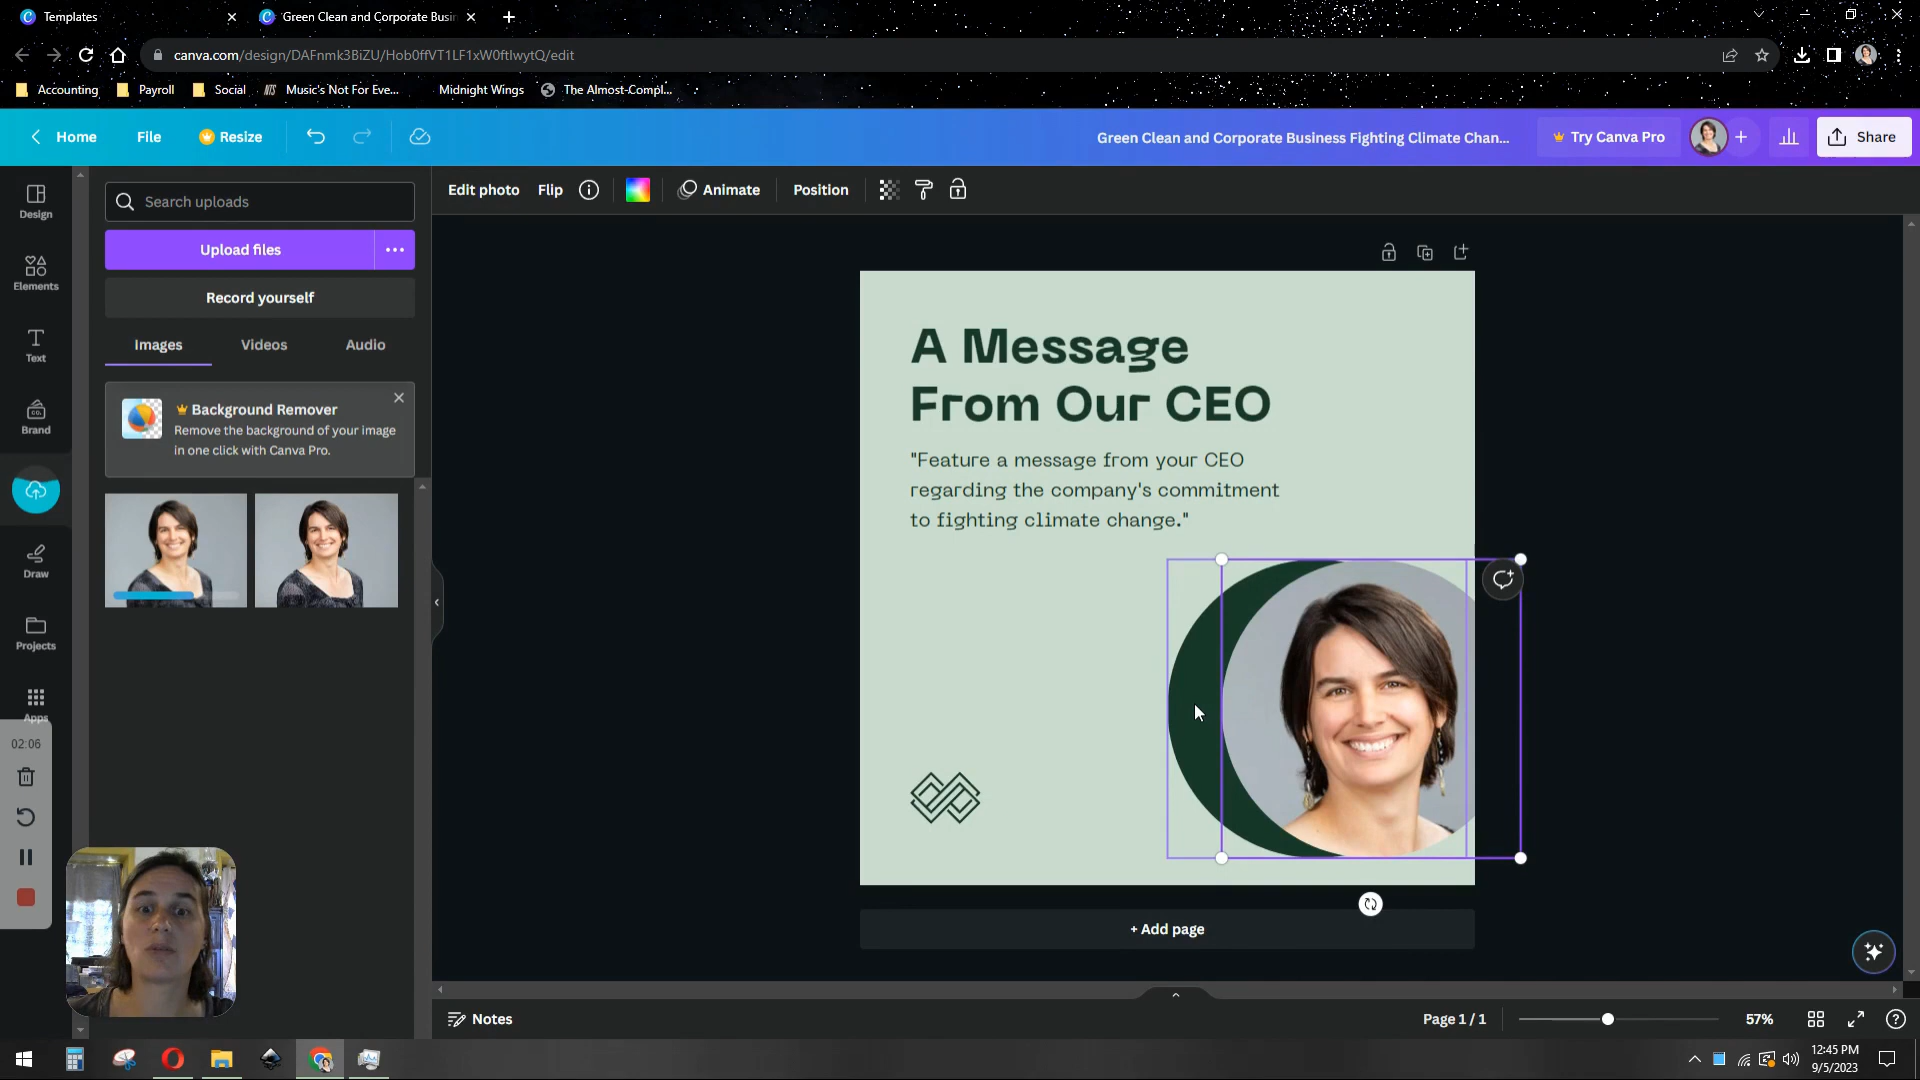 Templates
Green Clean and Corporate Busi
canva.com/design/DAFnmk3BiZU/Hob0ffVT1LF1xW0ftIwytQ/edit
Accounting
Payroll
Social
Music's Not For Eve...
Midnight Wings
The Almost-Compl...
Home
File
Resize
Green Clean and Corporate Business Fighting Climate Chan...
Try Canva Pro
Share
Design
Elements
Text
Brand
Draw
Projects
Apps
Search uploads
Upload files
Record yourself
Images
Videos
Audio
Background Remover
Remove the background of your image
in one click with Canva Pro.
Edit photo
Flip
Animate
Position
A Message
From Our CEO
"Feature a message from your CEO
regarding the company's commitment
to fighting climate change."
+ Add page
02:06
Notes
Page 1 / 1
57%
12:45 PM
9/5/2023